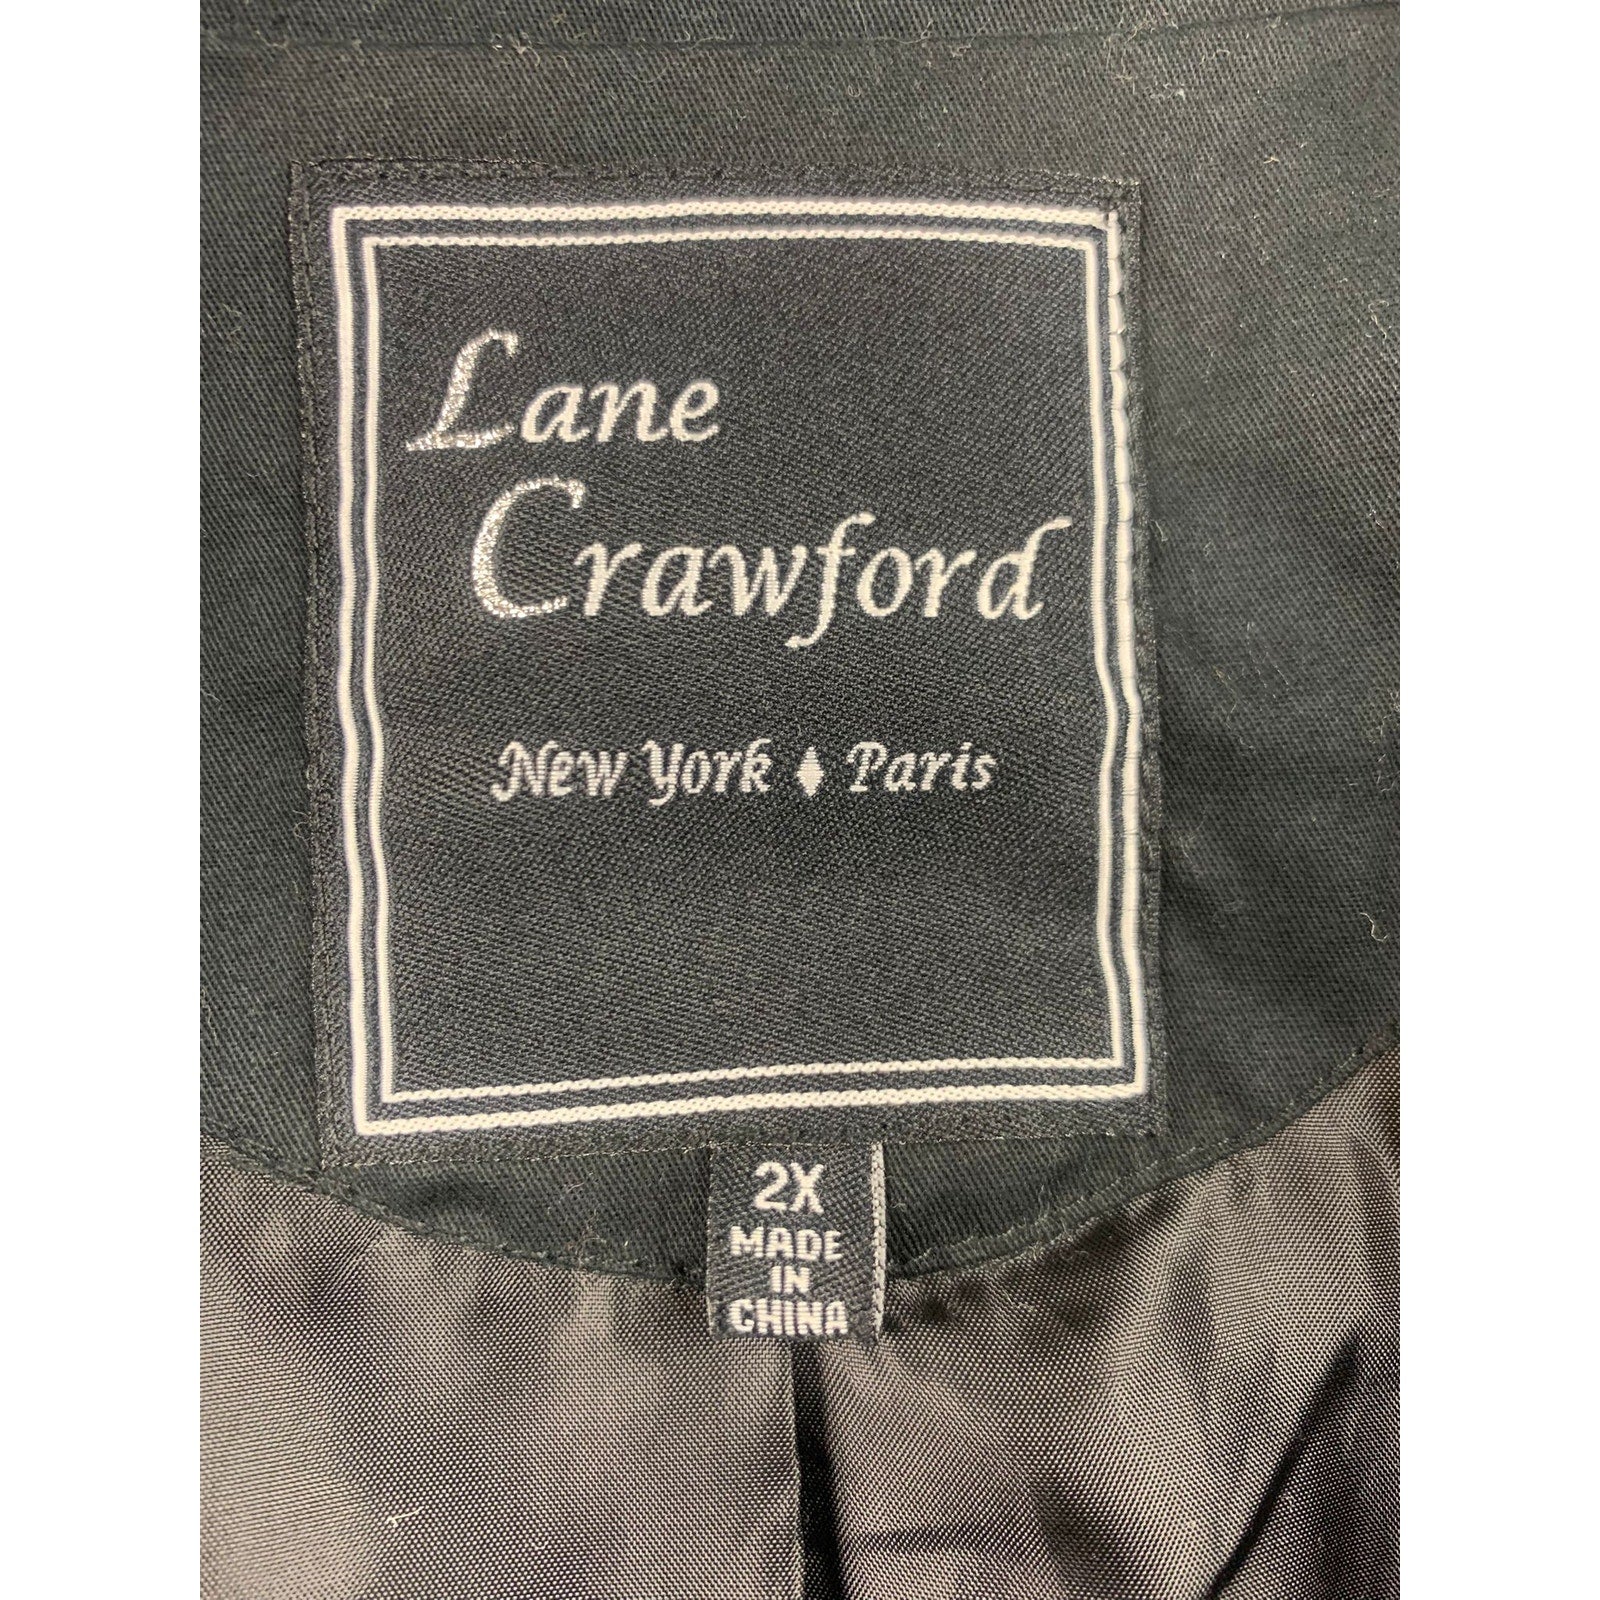 Lane
Crawford
New York ♦ Paris
2X
MADE
IN
CHINA